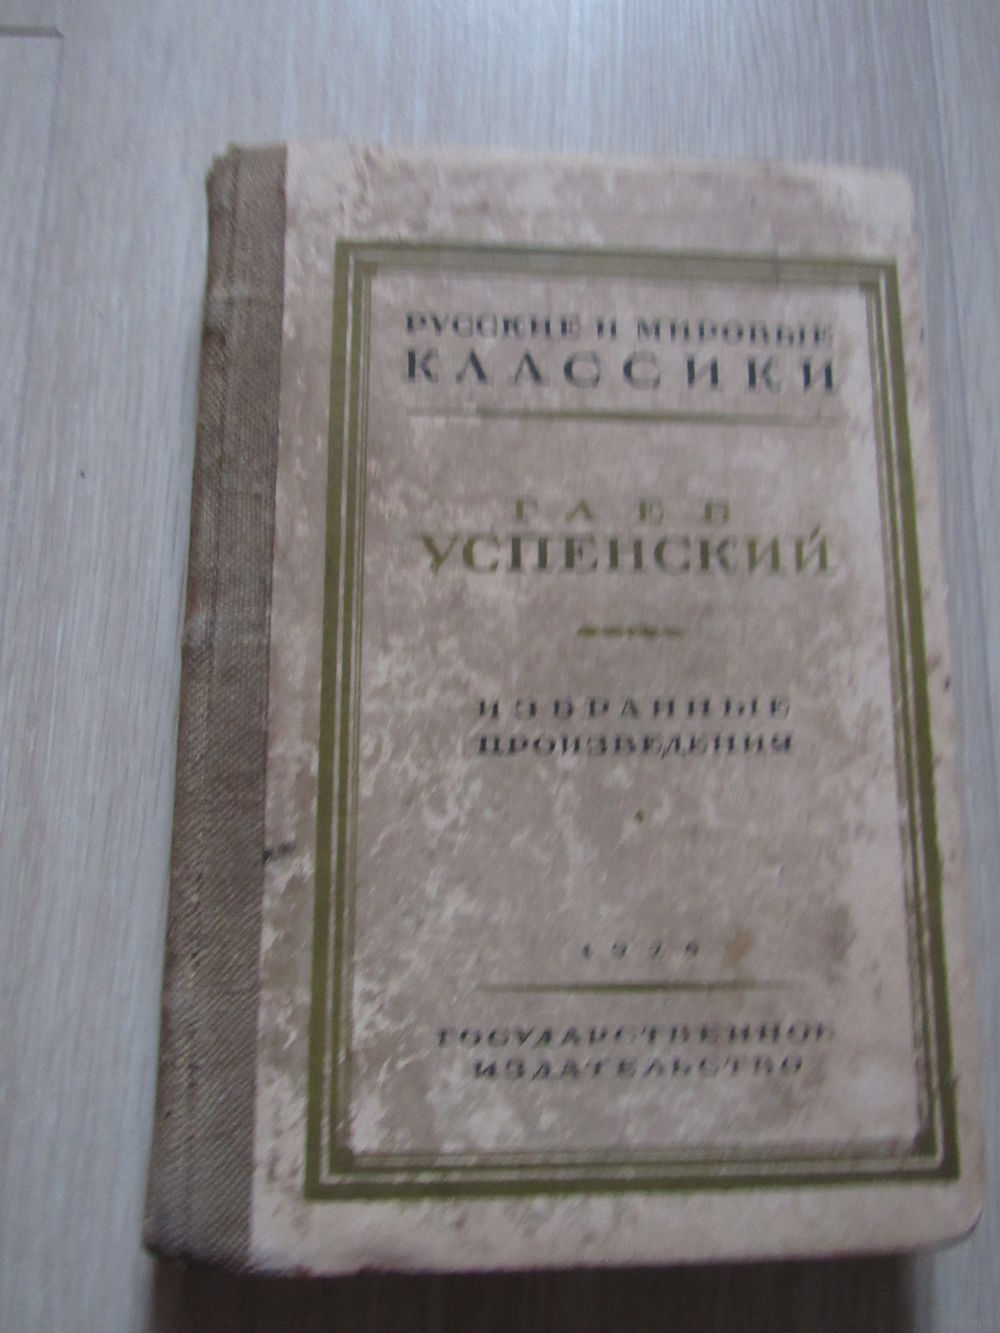 РУССКИЕ И МИРОВЫЕ
КЛАССИКИ
ГЛЕБ
УСПЕНСКИЙ
ИЗБРАННЫЕ
ПРОИЗВЕДЕНИЯ
ГОСУДАРСТВЕННОЕ
ИЗДАТЕЛЬСТВО